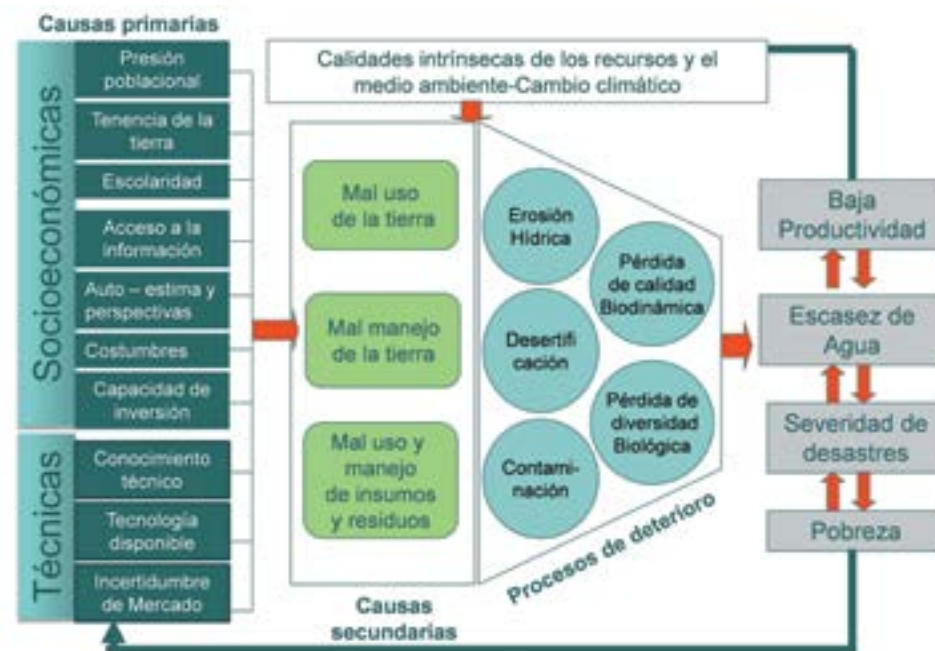 Causas primarias
Socioeconómicas
Presión
poblacional
Tenencia de la
tierra
Escolaridad
Acceso a la
información
Auto – estima y
perspectivas
Costumbres
Capacidad de
inversión
Técnicas
Conocimiento
técnico
Tecnología
disponible
Incertidumbre
de Mercado
Calidades intrínsecas de los recursos y el
medio ambiente-Cambio climático
Mal uso
de la tierra
Mal manejo
de la tierra
Mal uso y
manejo
de insumos
y residuos
Causas
secundarias
Erosión
Hídrica
Pérdida
de calidad
Biodinámica
Desertifi
cación
Pérdida de
diversidad
Biológica
Contami-
nación
Procesos de deterioro
Baja
Productividad
Escasez de
Agua
Severidad de
desastres
Pobreza